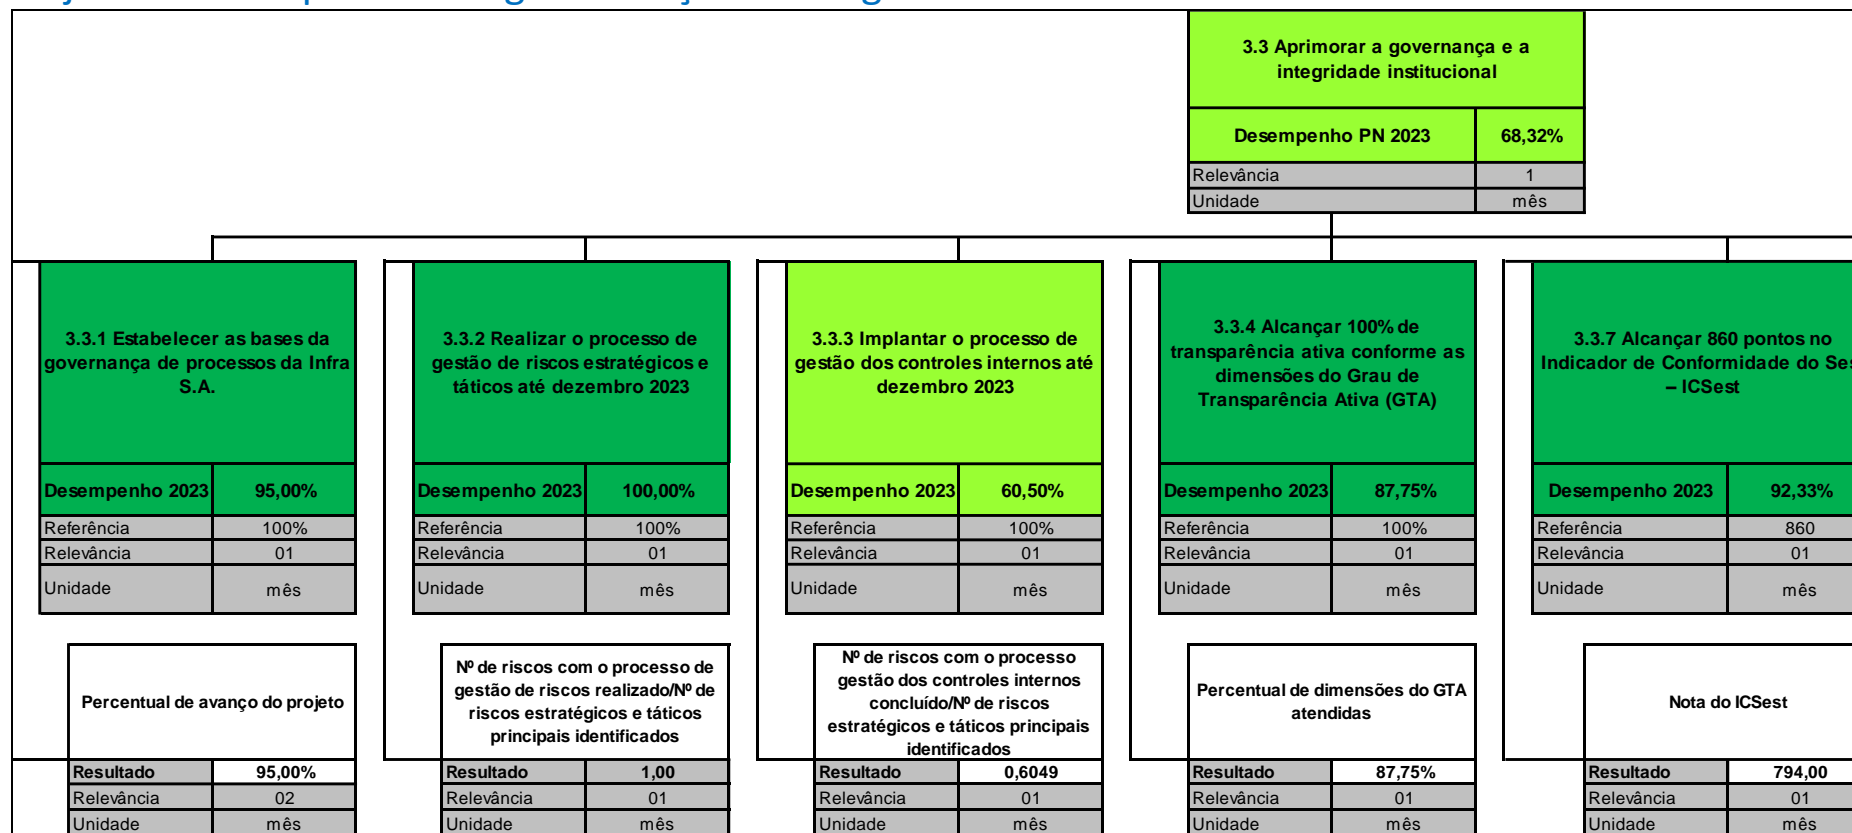 3.3 Aprimorar a governança e a
integridade institucional
Desempenho PN 2023 68,32%
Relevância 1
Unidade mês
3.3.1 Estabelecer as bases da
governança de processos da Infra
S.A.
Desempenho 2023 95,00%
Referência 100%
Relevância 01
Unidade mês
Percentual de avanço do projeto
Resultado 95,00%
Relevância 02
Unidade mês
3.3.2 Realizar o processo de
gestão de riscos estratégicos e
táticos até dezembro 2023
Desempenho 2023 100,00%
Referência 100%
Relevância 01
Unidade mês
Nº de riscos com o processo de
gestão de riscos realizado/Nº de
riscos estratégicos e táticos
principais identificados
Resultado 1,00
Relevância 01
Unidade mês
3.3.3 Implantar o processo de
gestão dos controles internos até
dezembro 2023
Desempenho 2023 60,50%
Referência 100%
Relevância 01
Unidade mês
Nº de riscos com o processo
gestão dos controles internos
concluído/Nº de riscos
estratégicos e táticos principais
identificados
Resultado 0,6049
Relevância 01
Unidade mês
3.3.4 Alcançar 100% de
transparência ativa conforme as
dimensões do Grau de
Transparência Ativa (GTA)
Desempenho 2023 87,75%
Referência 100%
Relevância 01
Unidade mês
Percentual de dimensões do GTA
atendidas
Resultado 87,75%
Relevância 01
Unidade mês
3.3.7 Alcançar 860 pontos no
Indicador de Conformidade do
– ICSest
Desempenho 2023 92,33%
Referência 860
Relevância 01
Unidade mês
Nota do ICSest
Resultado 794,00
Relevância 01
Unidade mês